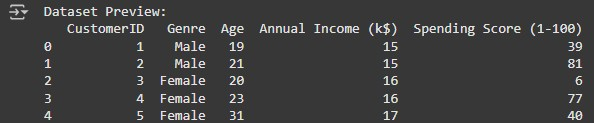 Dataset Preview:
CustomerID Genre Age Annual Income (k$) Spending Score (1-100)
0 1 Male 19 15 39
1 2 Male 21 15 81
2 3 Female 20 16 6
3 4 Female 23 16 77
4 5 Female 31 17 40